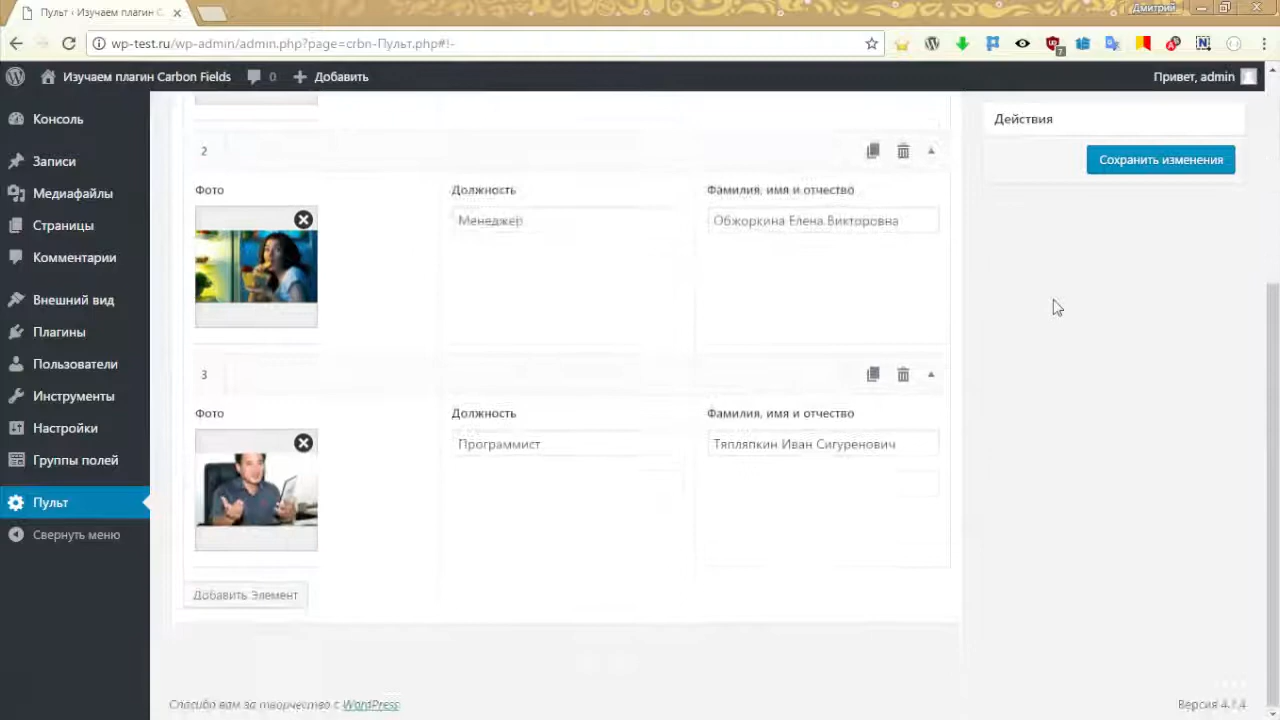 Пульт ‹ Изучаем плагин C
Дмитрий
wp-test.ru/wp-admin/admin.php?page=crbn-Пульт.php#!-
7
Изучаем плагин Carbon Fields
0
Добавить
Привет, admin
Консоль
Записи
Медиафайлы
Страницы
Комментарии
Внешний вид
Плагины
Пользователи
Инструменты
Настройки
Группы полей
Пульт
Свернуть меню
2
Фото
Должность
Фамилия, имя и отчество
Менеджер
Обжоркина Елена Викторовна
3
Фото
Должность
Фамилия, имя и отчество
Программист
Тяпляпкин Иван Сигуренович
Добавить Элемент
Действия
Сохранить изменения
Спасибо вам за творчество с WordPress
Версия 4.7.4